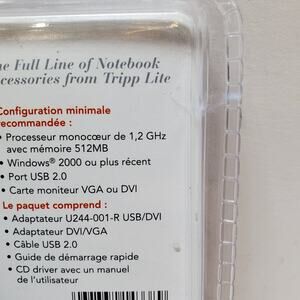 he Full Line of Notebook
ccessories from Tripp Lite
Configuration minimale
recommandée :
• Processeur monocœur de 1,2 GHz
avec mémoire 512MB
• Windows® 2000 ou plus récent
• Port USB 2.0
• Carte moniteur VGA ou DVI
Le paquet comprend :
• Adaptateur U244-001-R USB/DVI
• Adaptateur DVI/VGA
• Câble USB 2.0
• Guide de démarrage rapide
• CD driver avec un manuel
de l'utilisateur